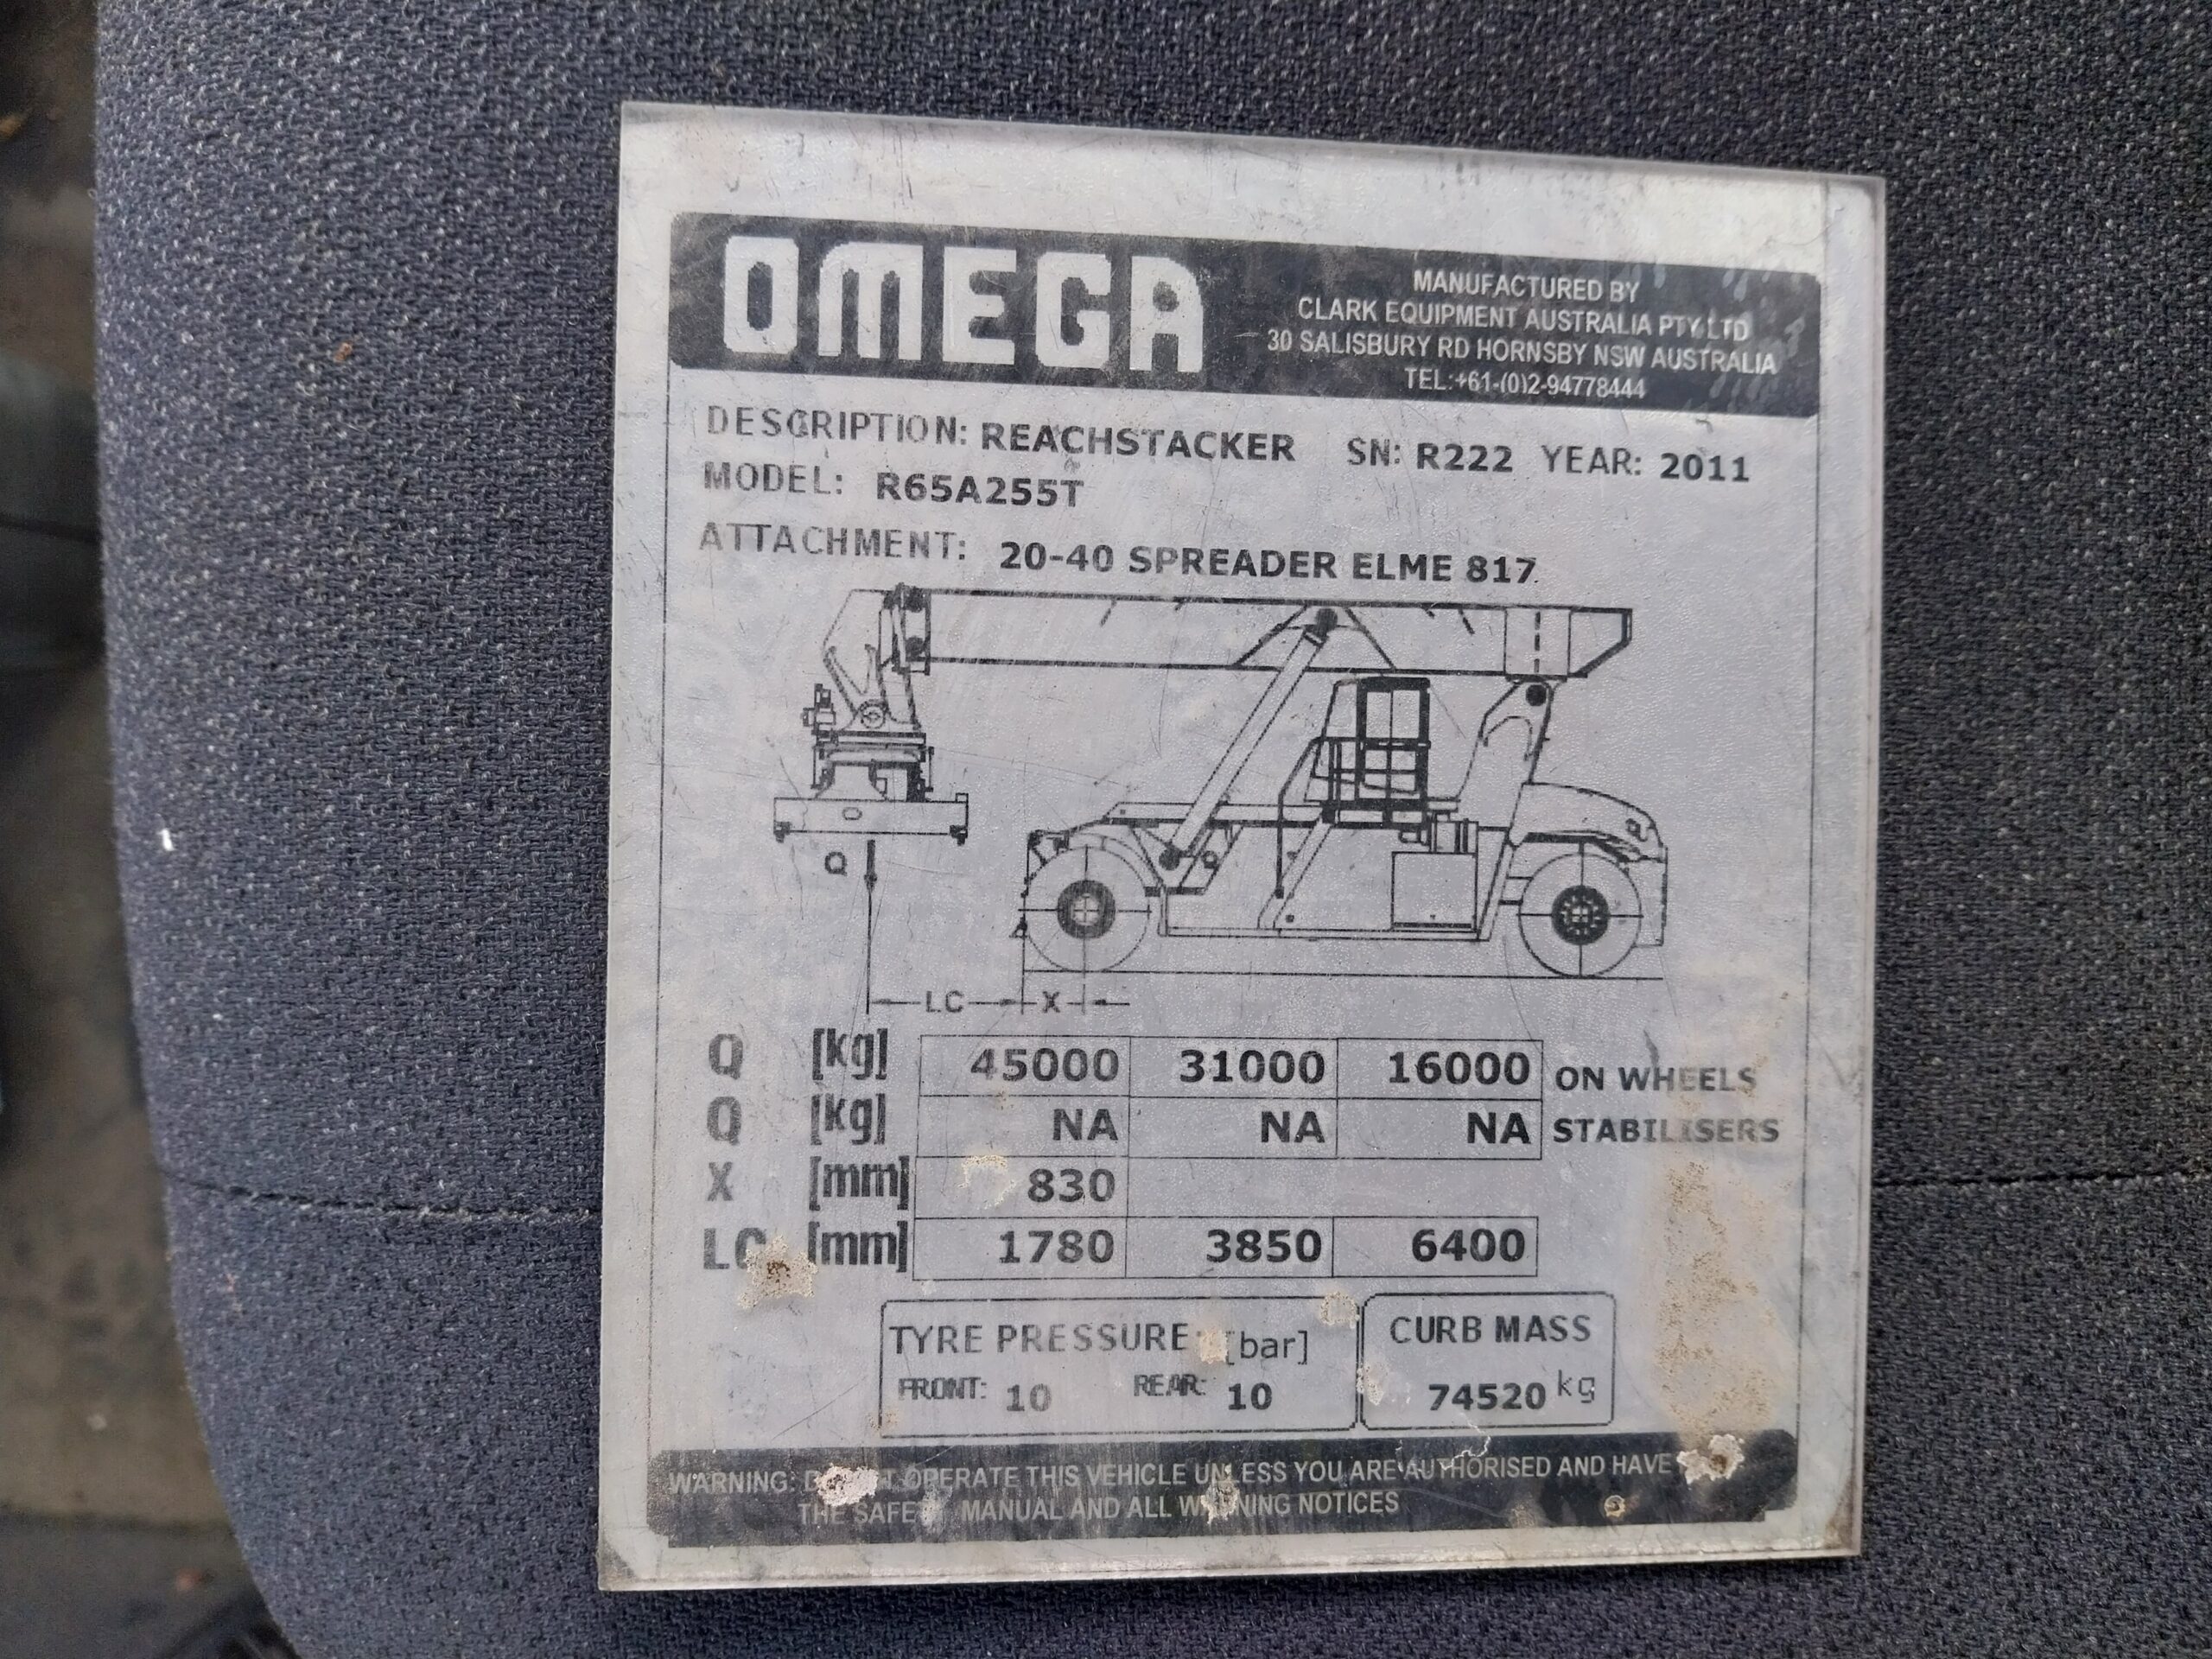 OMEGA
MANUFACTURED BY
CLARK EQUIPMENT AUSTRALIA PTY LTD
30 SALISBURY RD HORNSBY NSW AUSTRALIA
TEL:+61-(0)2-94778444
DESCRIPTION: REACHSTACKER SN: R222 YEAR: 2011
MODEL: R65A255T
ATTACHMENT: 20-40 SPREADER ELME 817
Q
LC X
Q [kg] 45000 31000 16000 ON WHEELS
Q [kg] NA NA NA STABILISERS
X [mm] 830
LC [mm] 1780 3850 6400
TYRE PRESSURE: [bar]
FRONT: 10 REAR: 10
CURB MASS
74520 kg
WARNING: OPERATE THIS VEHICLE UNLESS YOU ARE AUTHORISED AND HAVE
THE SAFETY MANUAL AND ALL WARNING NOTICES